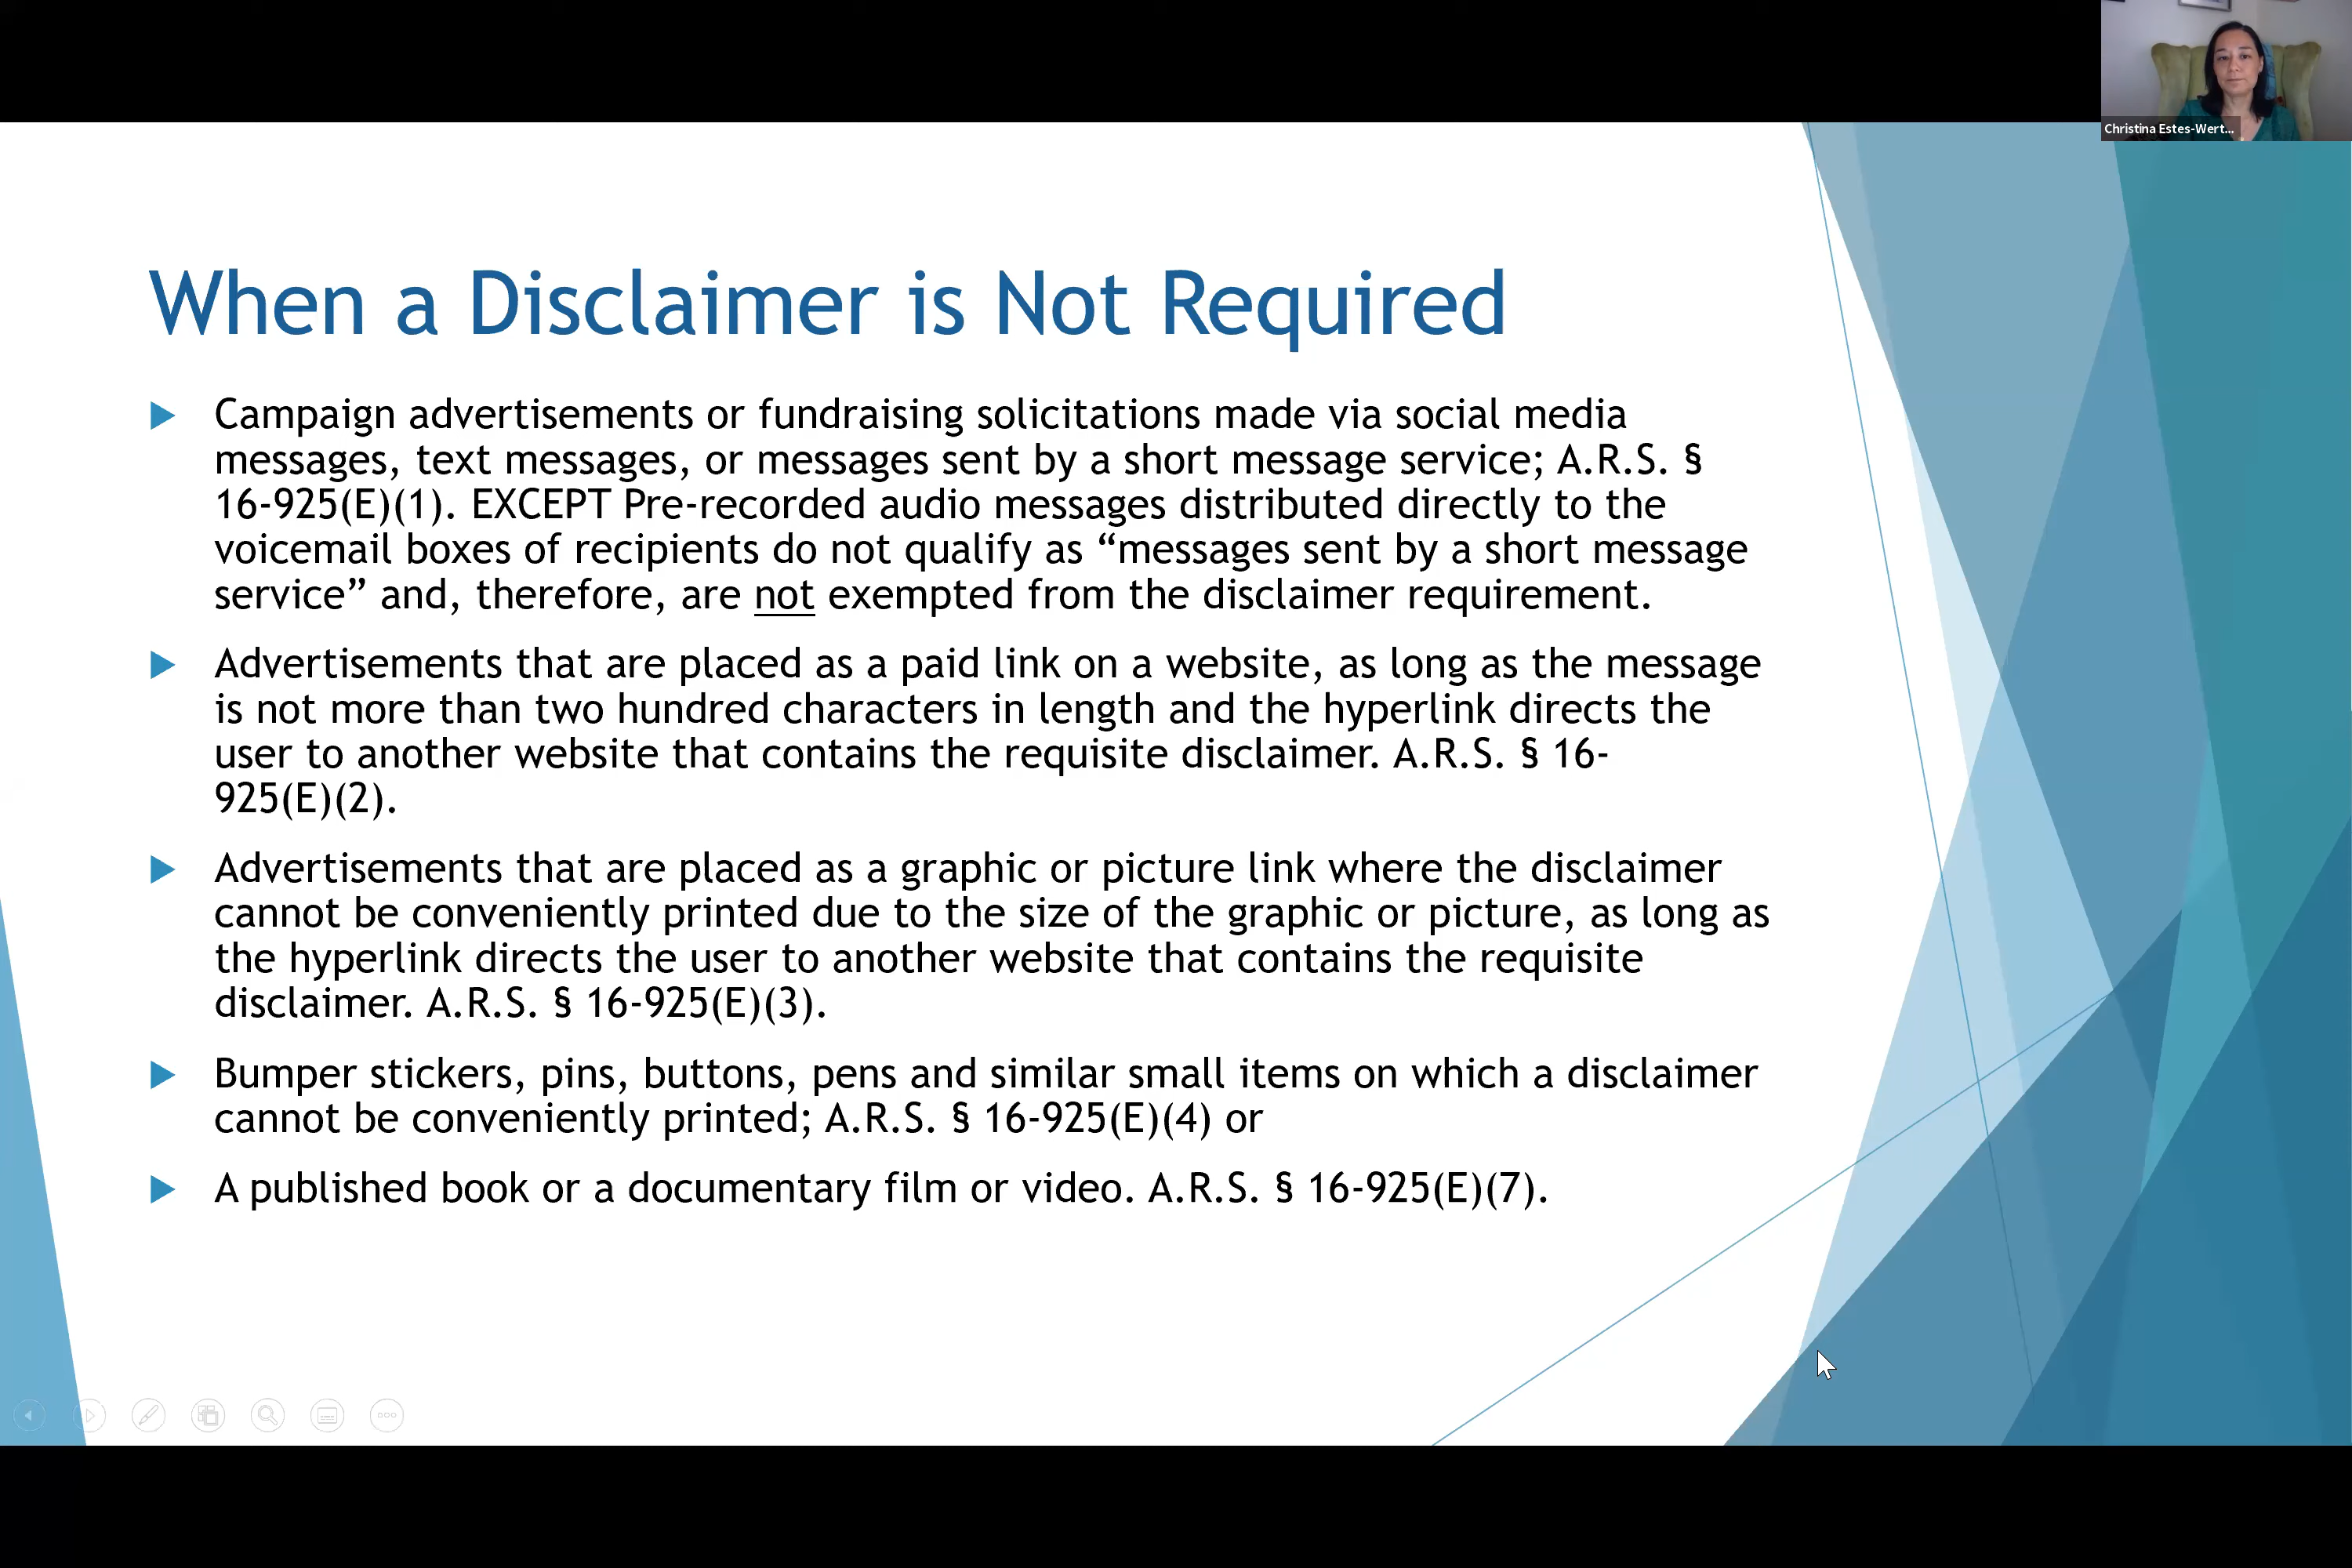 Christina Estes-Wert...
When a Disclaimer is Not Required
Campaign advertisements or fundraising solicitations made via social media
messages, text messages, or messages sent by a short message service; A.R.S. §
16-925(E)(1). EXCEPT Pre-recorded audio messages distributed directly to the
voicemail boxes of recipients do not qualify as “messages sent by a short message
service” and, therefore, are not exempted from the disclaimer requirement.
Advertisements that are placed as a paid link on a website, as long as the message
is not more than two hundred characters in length and the hyperlink directs the
user to another website that contains the requisite disclaimer. A.R.S. § 16-
925(E)(2).
Advertisements that are placed as a graphic or picture link where the disclaimer
cannot be conveniently printed due to the size of the graphic or picture, as long as
the hyperlink directs the user to another website that contains the requisite
disclaimer. A.R.S. § 16-925(E)(3).
Bumper stickers, pins, buttons, pens and similar small items on which a disclaimer
cannot be conveniently printed; A.R.S. § 16-925(E)(4) or
A published book or a documentary film or video. A.R.S. § 16-925(E)(7).